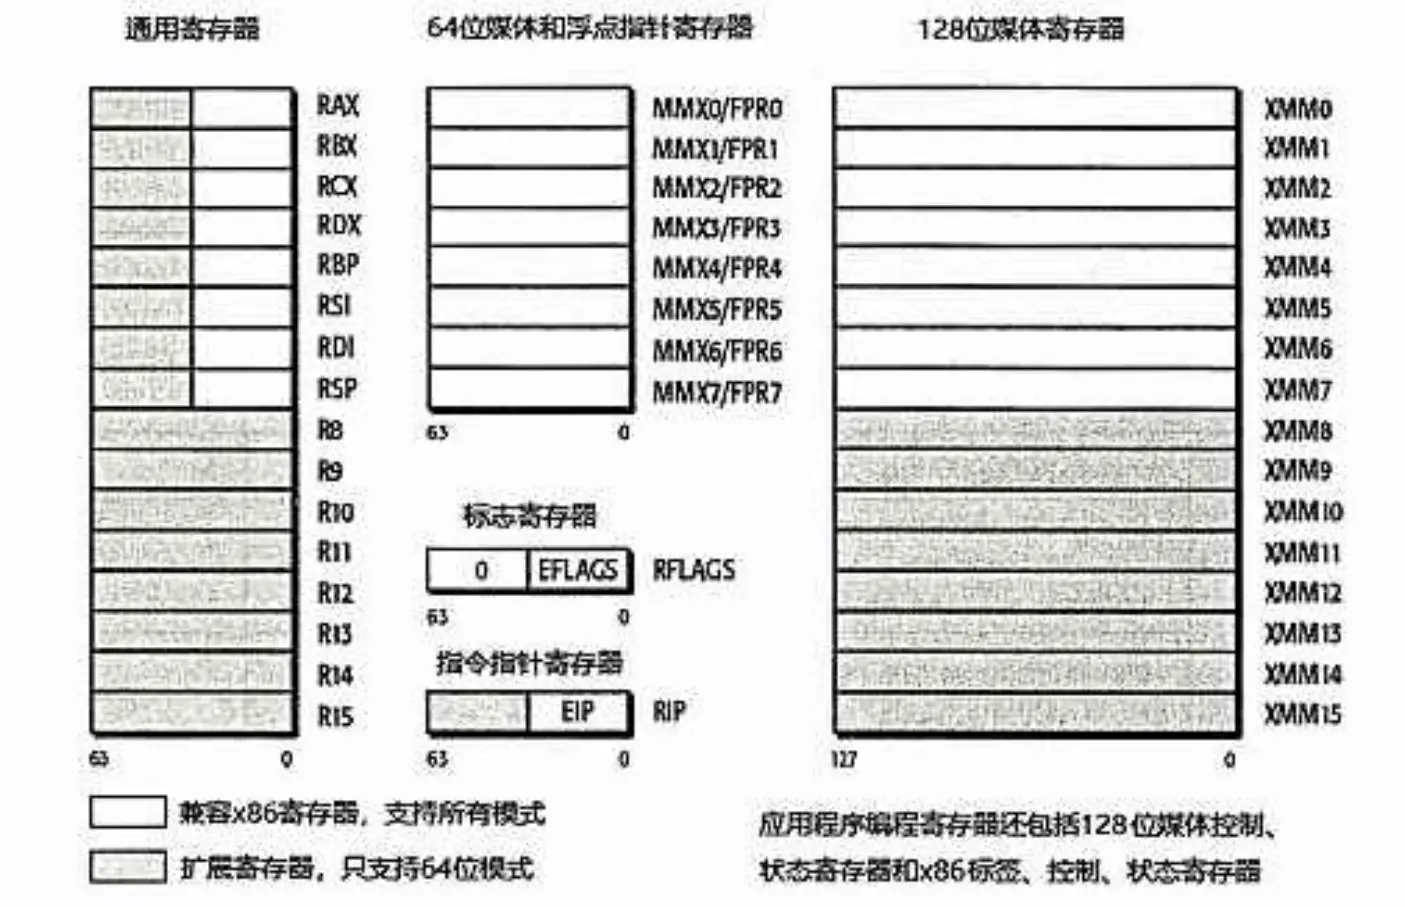 通用寄存器
64位媒体和浮点指针寄存器
128位媒体寄存器
RAX
RBX
RCX
RDX
RBP
RSI
RDI
RSP
R8
R9
R10
R11
R12
R13
R14
R15
63 0
MMX0/FPR0
MMX1/FPR1
MMX2/FPR2
MMX3/FPR3
MMX4/FPR4
MMX5/FPR5
MMX6/FPR6
MMX7/FPR7
63 0
标志寄存器
0 EFLAGS RFLAGS
63 0
指令指针寄存器
EIP RIP
63 0
XMM0
XMM1
XMM2
XMM3
XMM4
XMM5
XMM6
XMM7
XMM8
XMM9
XMM10
XMM11
XMM12
XMM13
XMM14
XMM15
127 0
兼容x86寄存器，支持所有模式
扩展寄存器，只支持64位模式
应用程序编程寄存器还包括128位媒体控制、
状态寄存器和x86标签、控制、状态寄存器